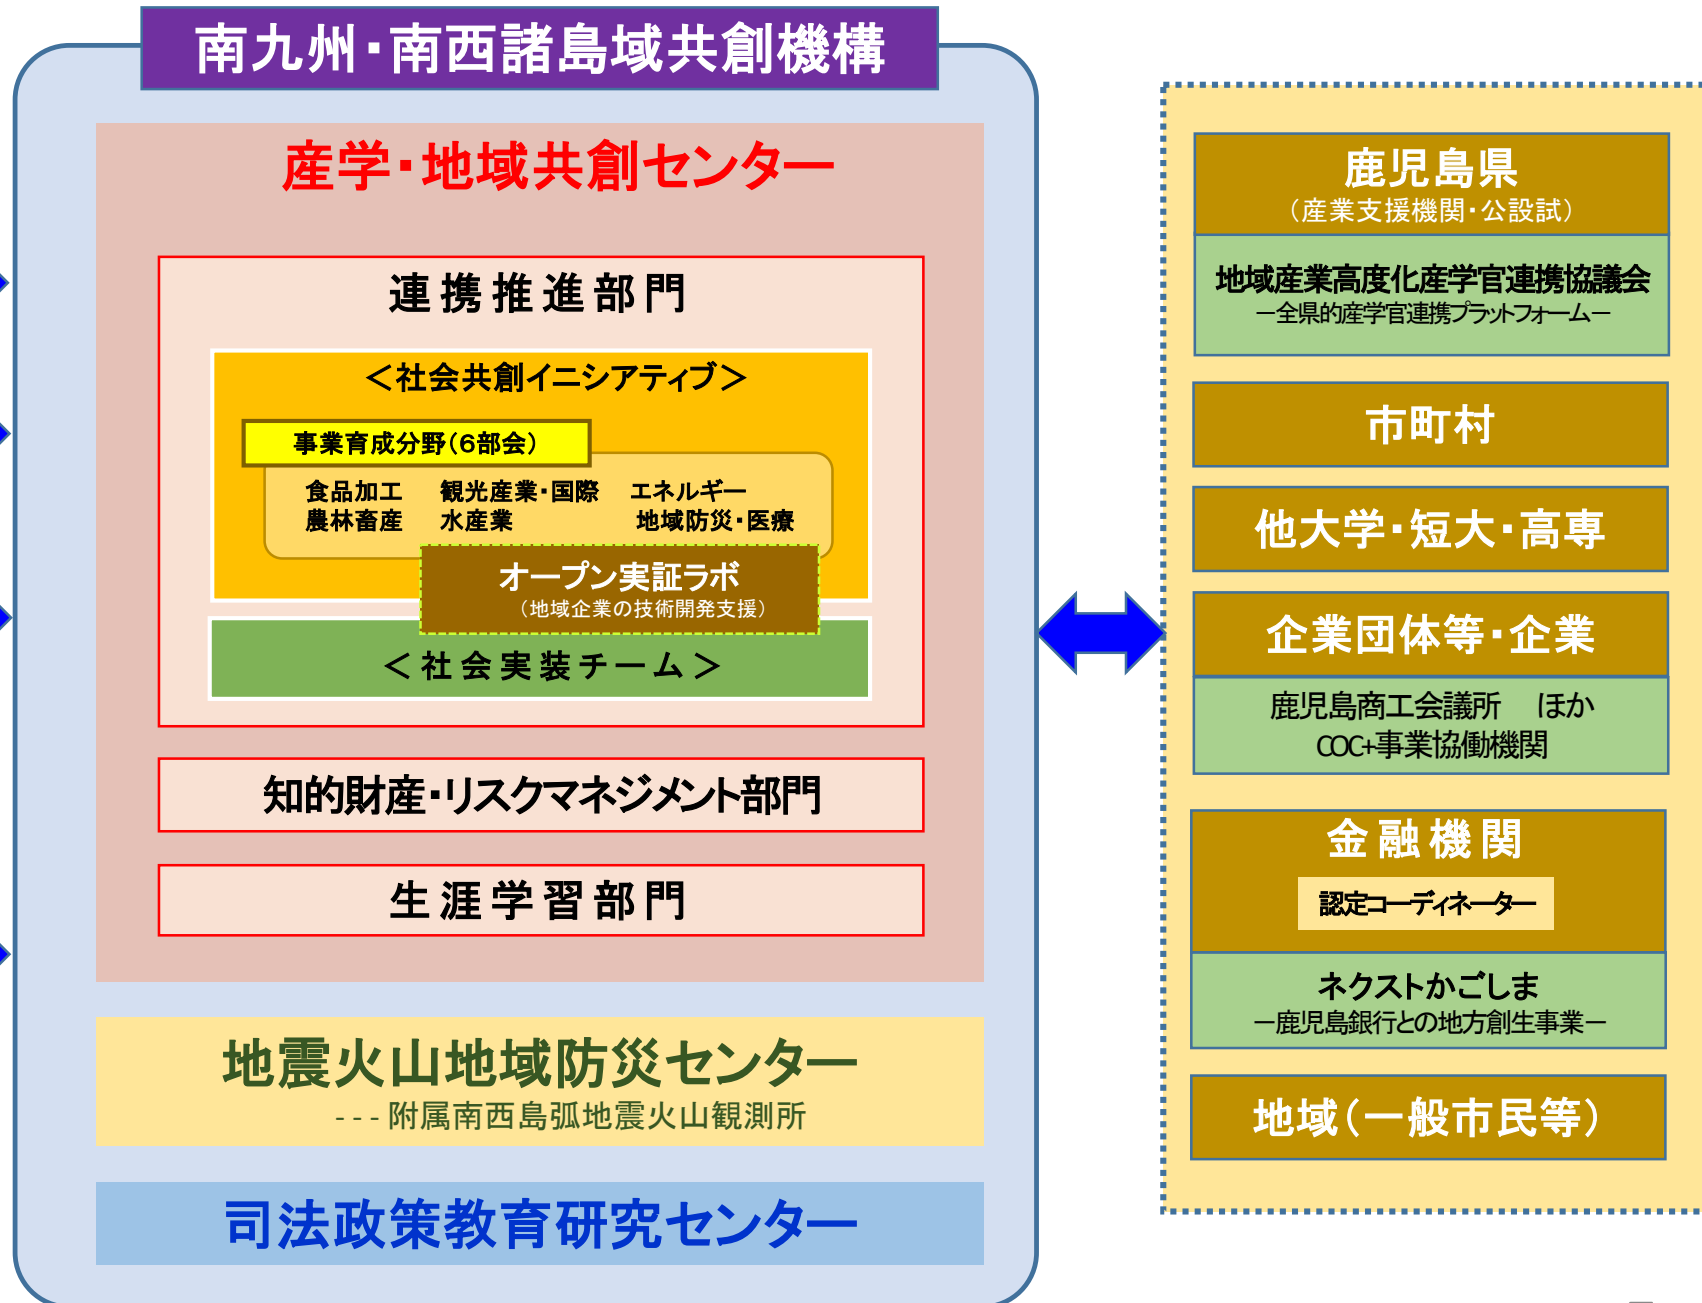 南九州・南西諸島域共創機構
産学・地域共創センター
連携推進部門
＜社会共創イニシアティブ＞
事業育成分野（６部会）
食品加工　観光産業・国際　エネルギー
農林畜産　水産業　地域防災・医療
オープン実証ラボ
（地域企業の技術開発支援）
＜社会実装チーム＞
知的財産・リスクマネジメント部門
生涯学習部門
地震火山地域防災センター
---附属南西島弧地震火山観測所
司法政策教育研究センター
鹿児島県
（産業支援機関・公設試）
地域産業高度化産学官連携協議会
－全県的産学官連携プラットフォーム－
市町村
他大学・短大・高専
企業団体等・企業
鹿児島商工会議所　ほか
COC+事業協働機関
金融機関
認定コーディネーター
ネクストかごしま
－鹿児島銀行との地方創生事業－
地域（一般市民等）